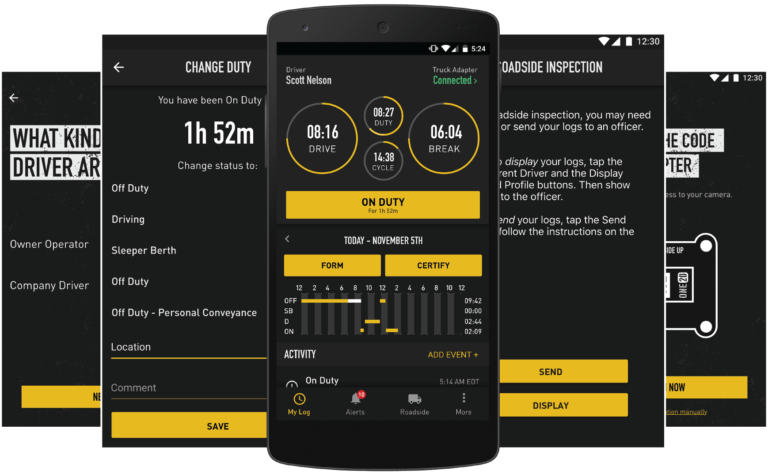 WHAT KIND
DRIVER AR
Owner Operator
Company Driver
NE
12:30
CHANGE DUTY
You have been On Duty
1h 52m
Change status to:
Off Duty
Driving
Sleeper Berth
Off Duty
Off Duty - Personal Conveyance
Location
Comment
SAVE
5:24
Driver
Scott Nelson
Truck Adapter
Connected >
08:16
DRIVE
08:27
DUTY
14:38
CYCLE
06:04
BREAK
ON DUTY
For 1h 52m
TODAY - NOVEMBER 5TH
FORM
CERTIFY
12 2 4 6 8 10 12 2 4 6 8 10 12
OFF 09:42
SB 00:00
D 02:44
ON 02:09
ACTIVITY
ADD EVENT +
On Duty
5:14 AM EDT
My Log
10
Alerts
Roadside
More
12:30
OADSIDE INSPECTION
adside inspection, you may need
or send your logs to an officer.
o display your logs, tap the
rent Driver and the Display
l Profile buttons. Then show
to the officer.
end your logs, tap the Send
follow the instructions on the
SEND
DISPLAY
12:30
HE CODE
PTER
ess to your camera.
IDE UP
ONE20
NOW
tion manually